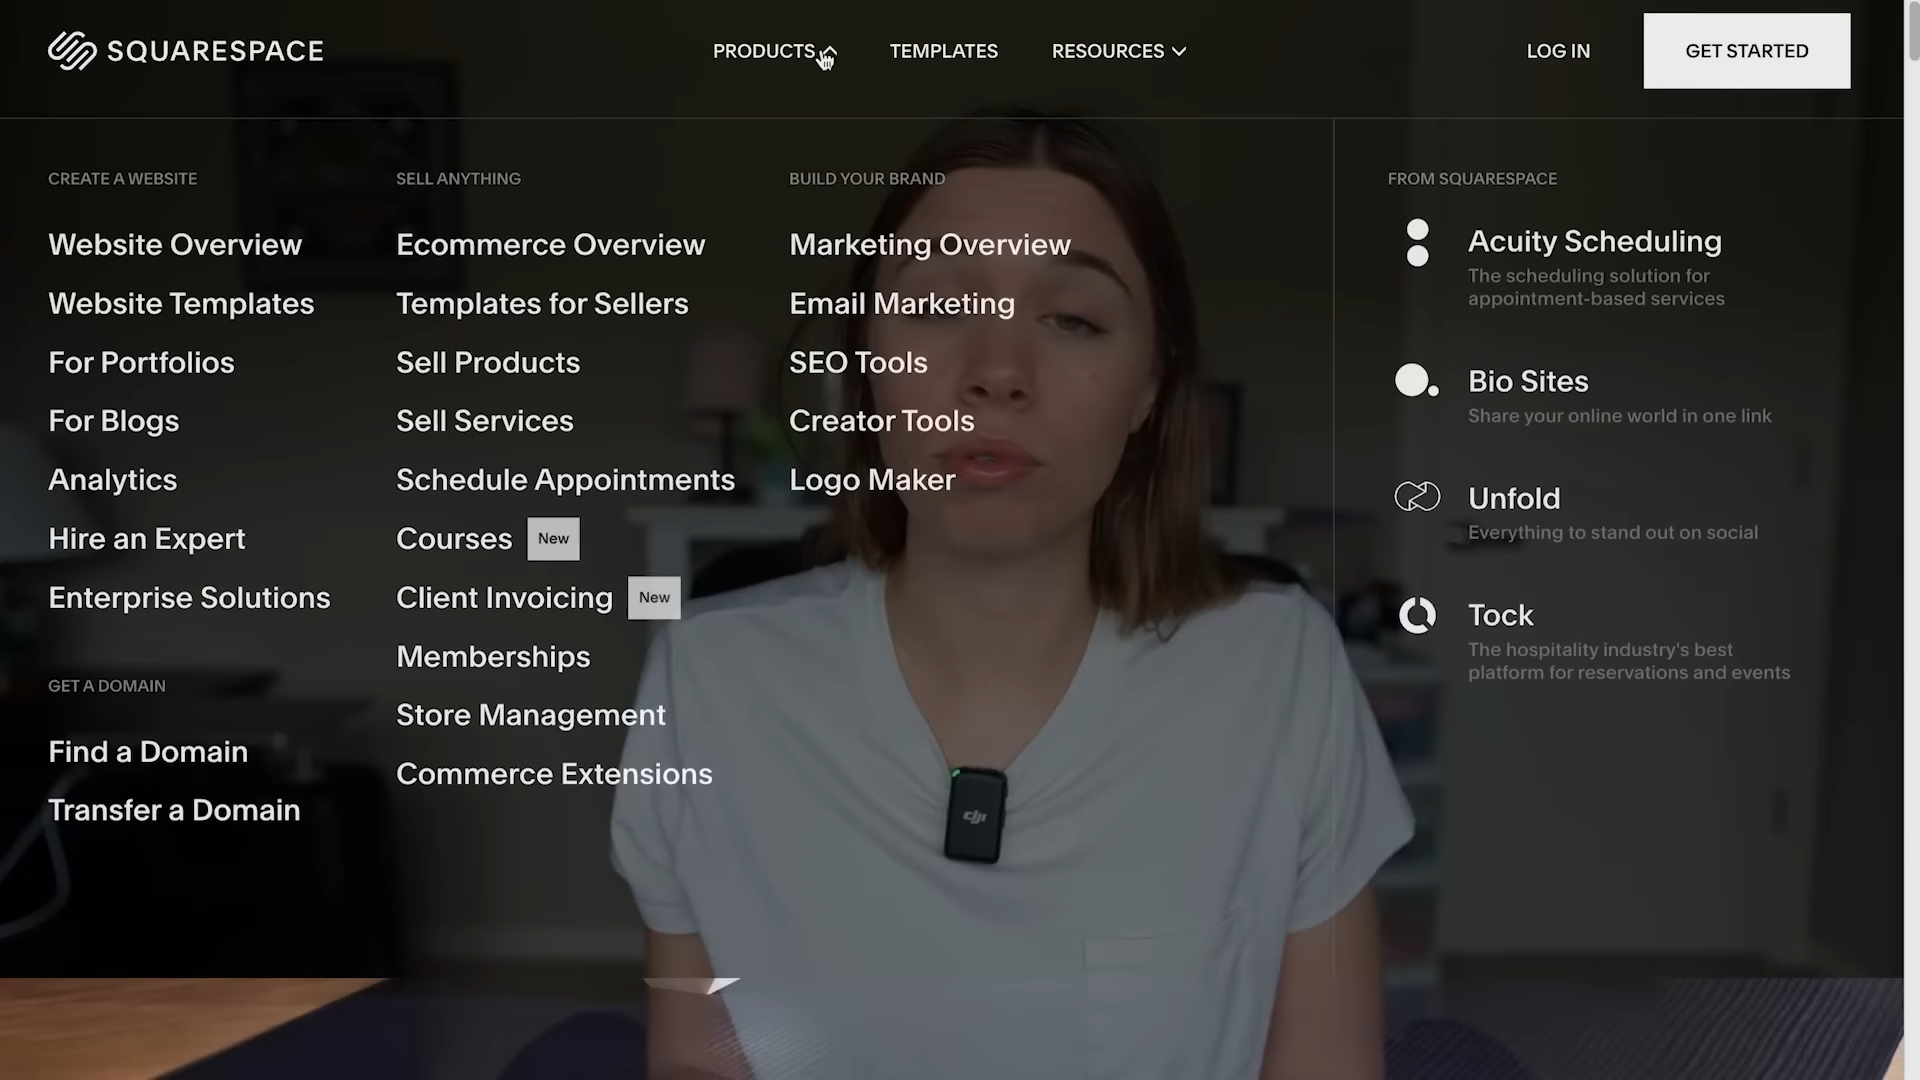 SQUARESPACE
PRODUCTS
TEMPLATES
RESOURCES
LOG IN
GET STARTED
CREATE A WEBSITE
Website Overview
Website Templates
For Portfolios
For Blogs
Analytics
Hire an Expert
Enterprise Solutions
GET A DOMAIN
Find a Domain
Transfer a Domain
SELL ANYTHING
Ecommerce Overview
Templates for Sellers
Sell Products
Sell Services
Schedule Appointments
Courses New
Client Invoicing New
Memberships
Store Management
Commerce Extensions
BUILD YOUR BRAND
Marketing Overview
Email Marketing
SEO Tools
Creator Tools
Logo Maker
FROM SQUARESPACE
Acuity Scheduling
The scheduling solution for
appointment-based services
Bio Sites
Share your online world in one link
Unfold
Everything to stand out on social
Tock
The hospitality industry's best
platform for reservations and events
dji